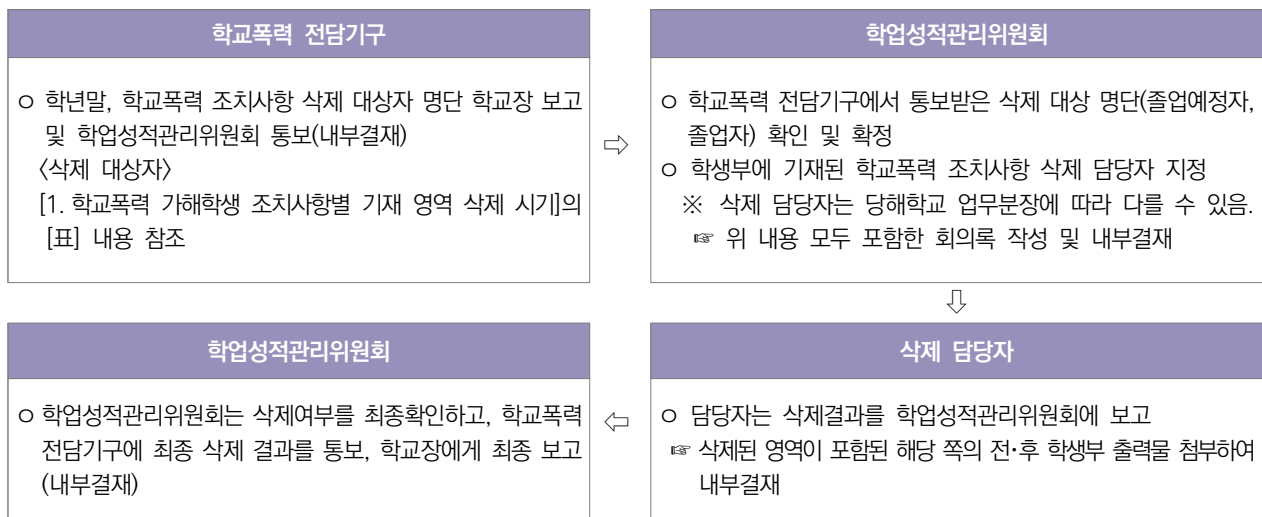 학교폭력 전담기구
ㅇ 학년말, 학교폭력 조치사항 삭제 대상자 명단 학교장 보고
및 학업성적관리위원회 통보(내부결재)
〈삭제 대상자〉
[1. 학교폭력 가해학생 조치사항별 기재 영역 삭제 시기]의
[표] 내용 참조
⇨
학업성적관리위원회
ㅇ 학교폭력 전담기구에서 통보받은 삭제 대상 명단(졸업예정자,
졸업자) 확인 및 확정
ㅇ 학생부에 기재된 학교폭력 조치사항 삭제 담당자 지정
※ 삭제 담당자는 당해학교 업무분장에 따라 다를 수 있음.
☞ 위 내용 모두 포함한 회의록 작성 및 내부결재
⇩
삭제 담당자
ㅇ 담당자는 삭제결과를 학업성적관리위원회에 보고
☞ 삭제된 영역이 포함된 해당 쪽의 전·후 학생부 출력물 첨부하여
내부결재
⇦
학업성적관리위원회
ㅇ 학업성적관리위원회는 삭제여부를 최종확인하고, 학교폭력
전담기구에 최종 삭제 결과를 통보, 학교장에게 최종 보고
(내부결재)